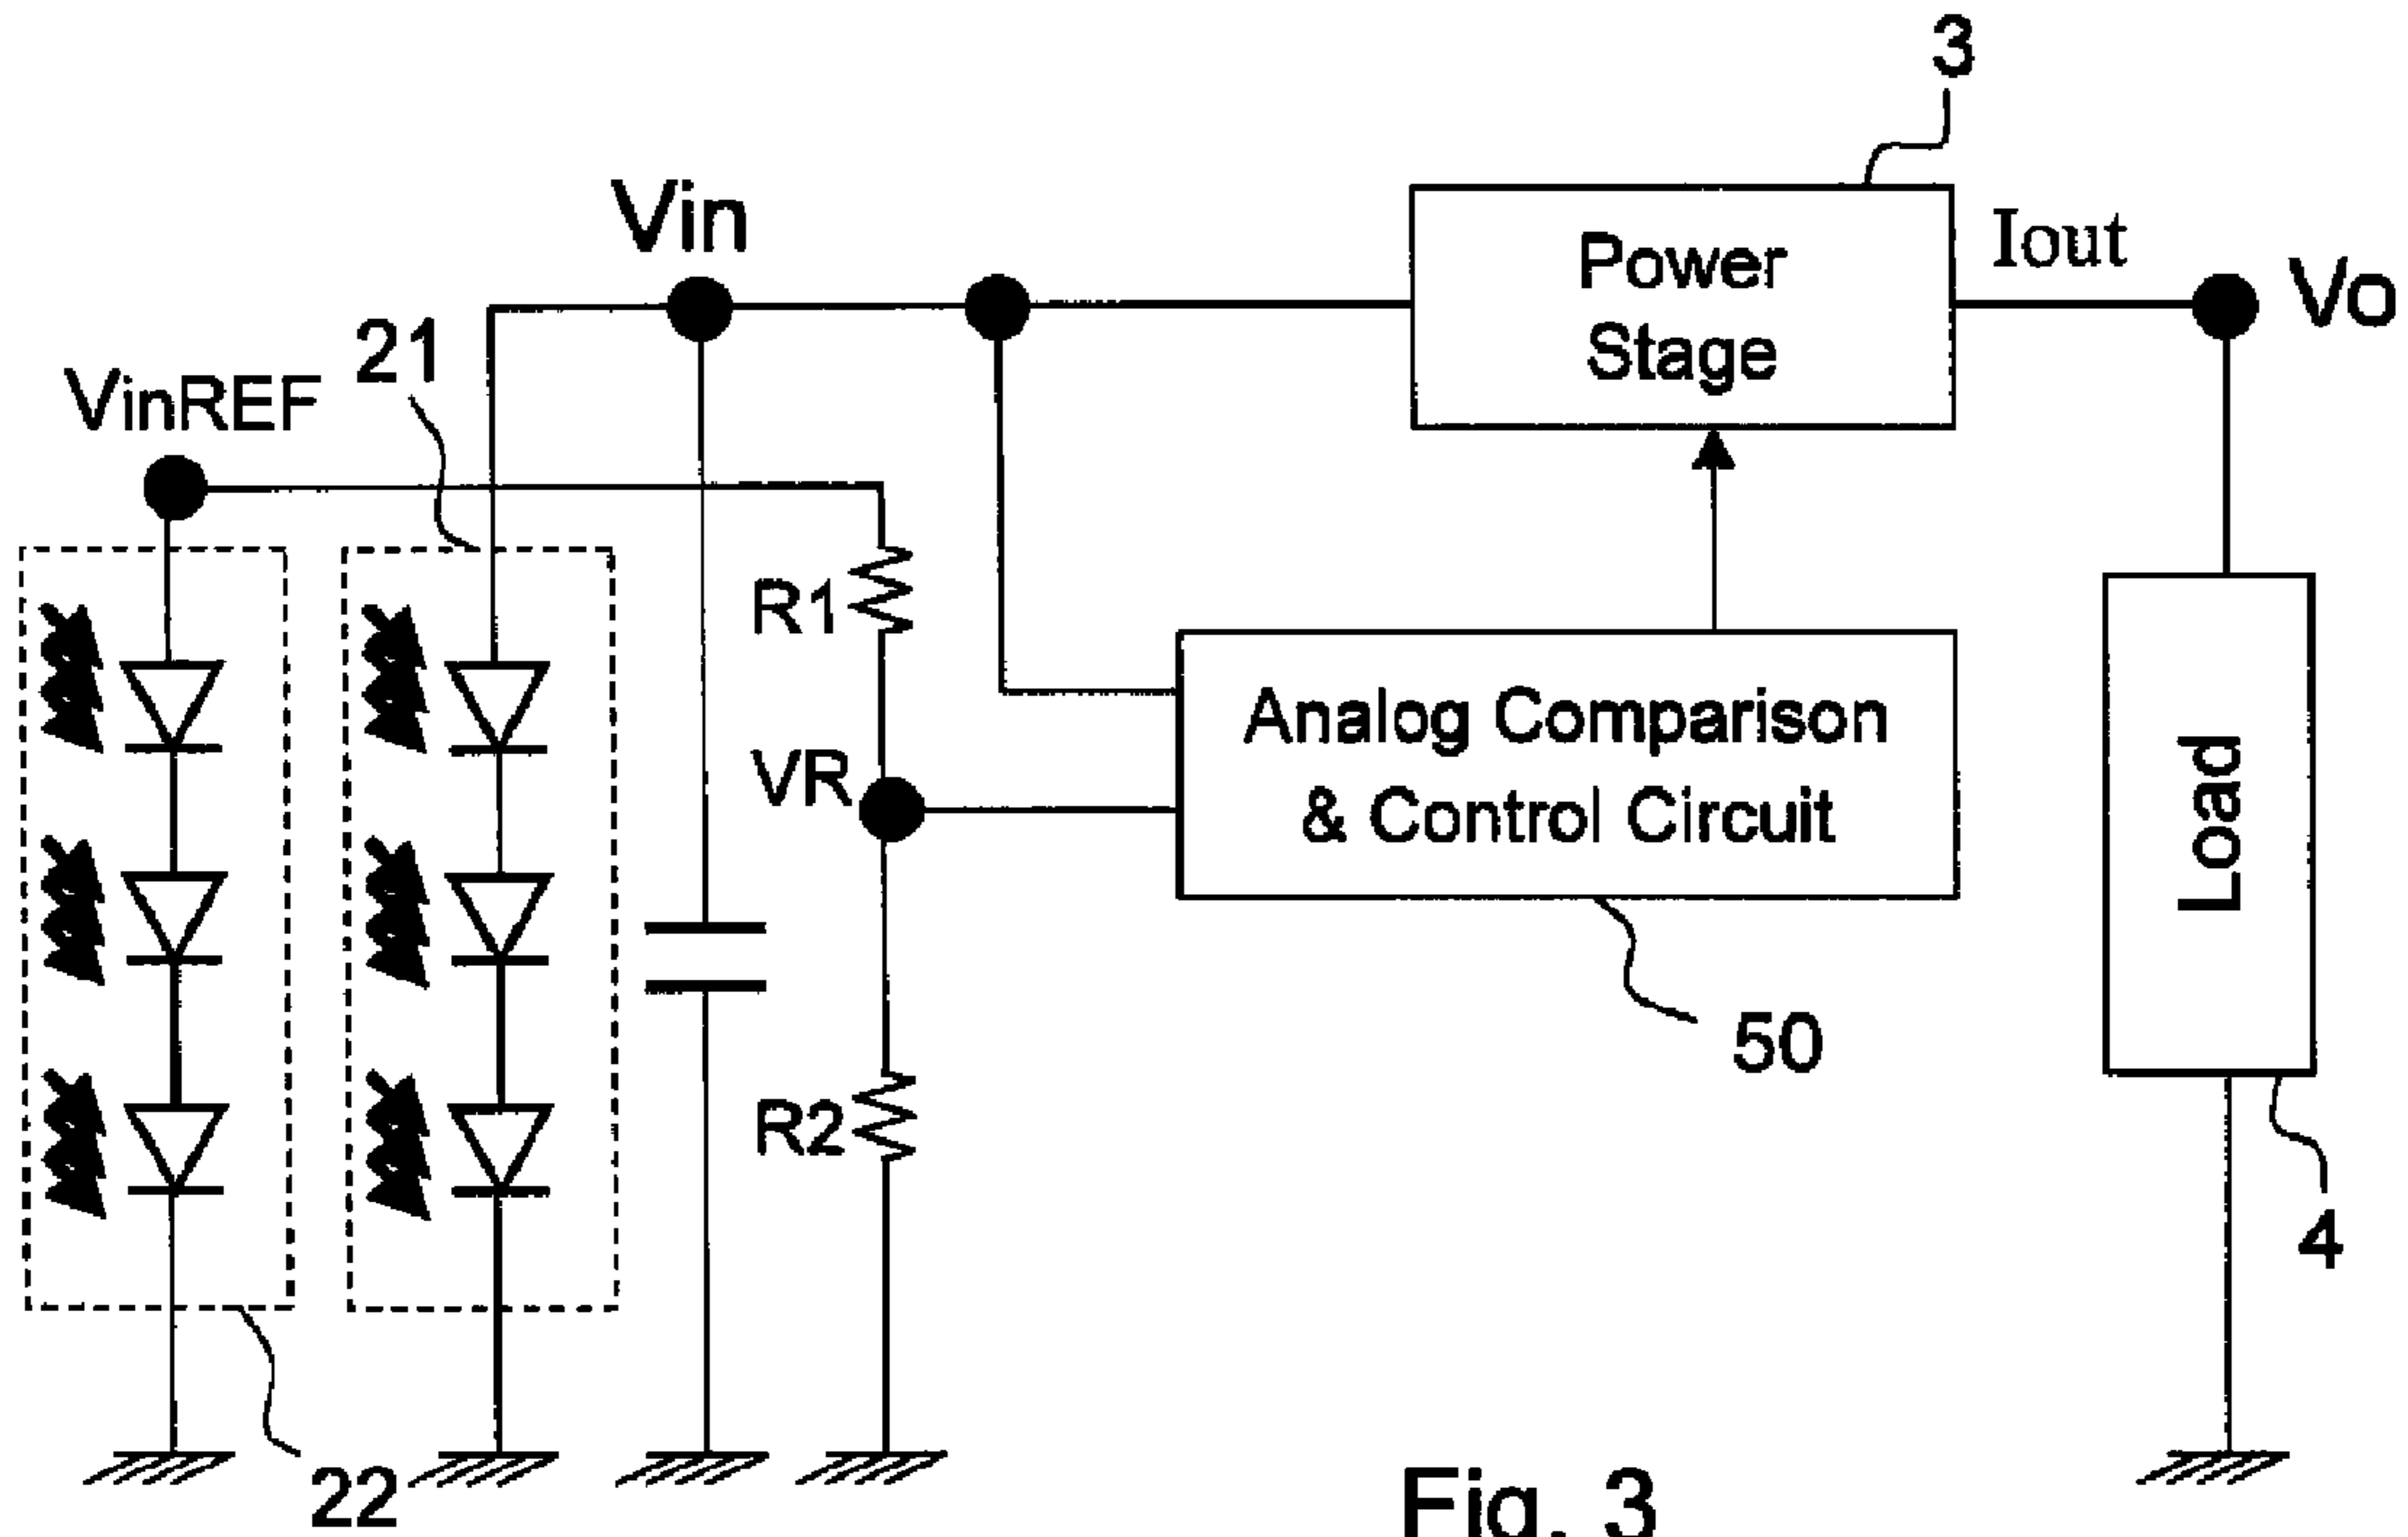 3
Vin
Power
Stage
Iout
Vo
21
VinREF
R1
VR
Analog Comparison
& Control Circuit
Load
50
R2
4
22
Fig. 3